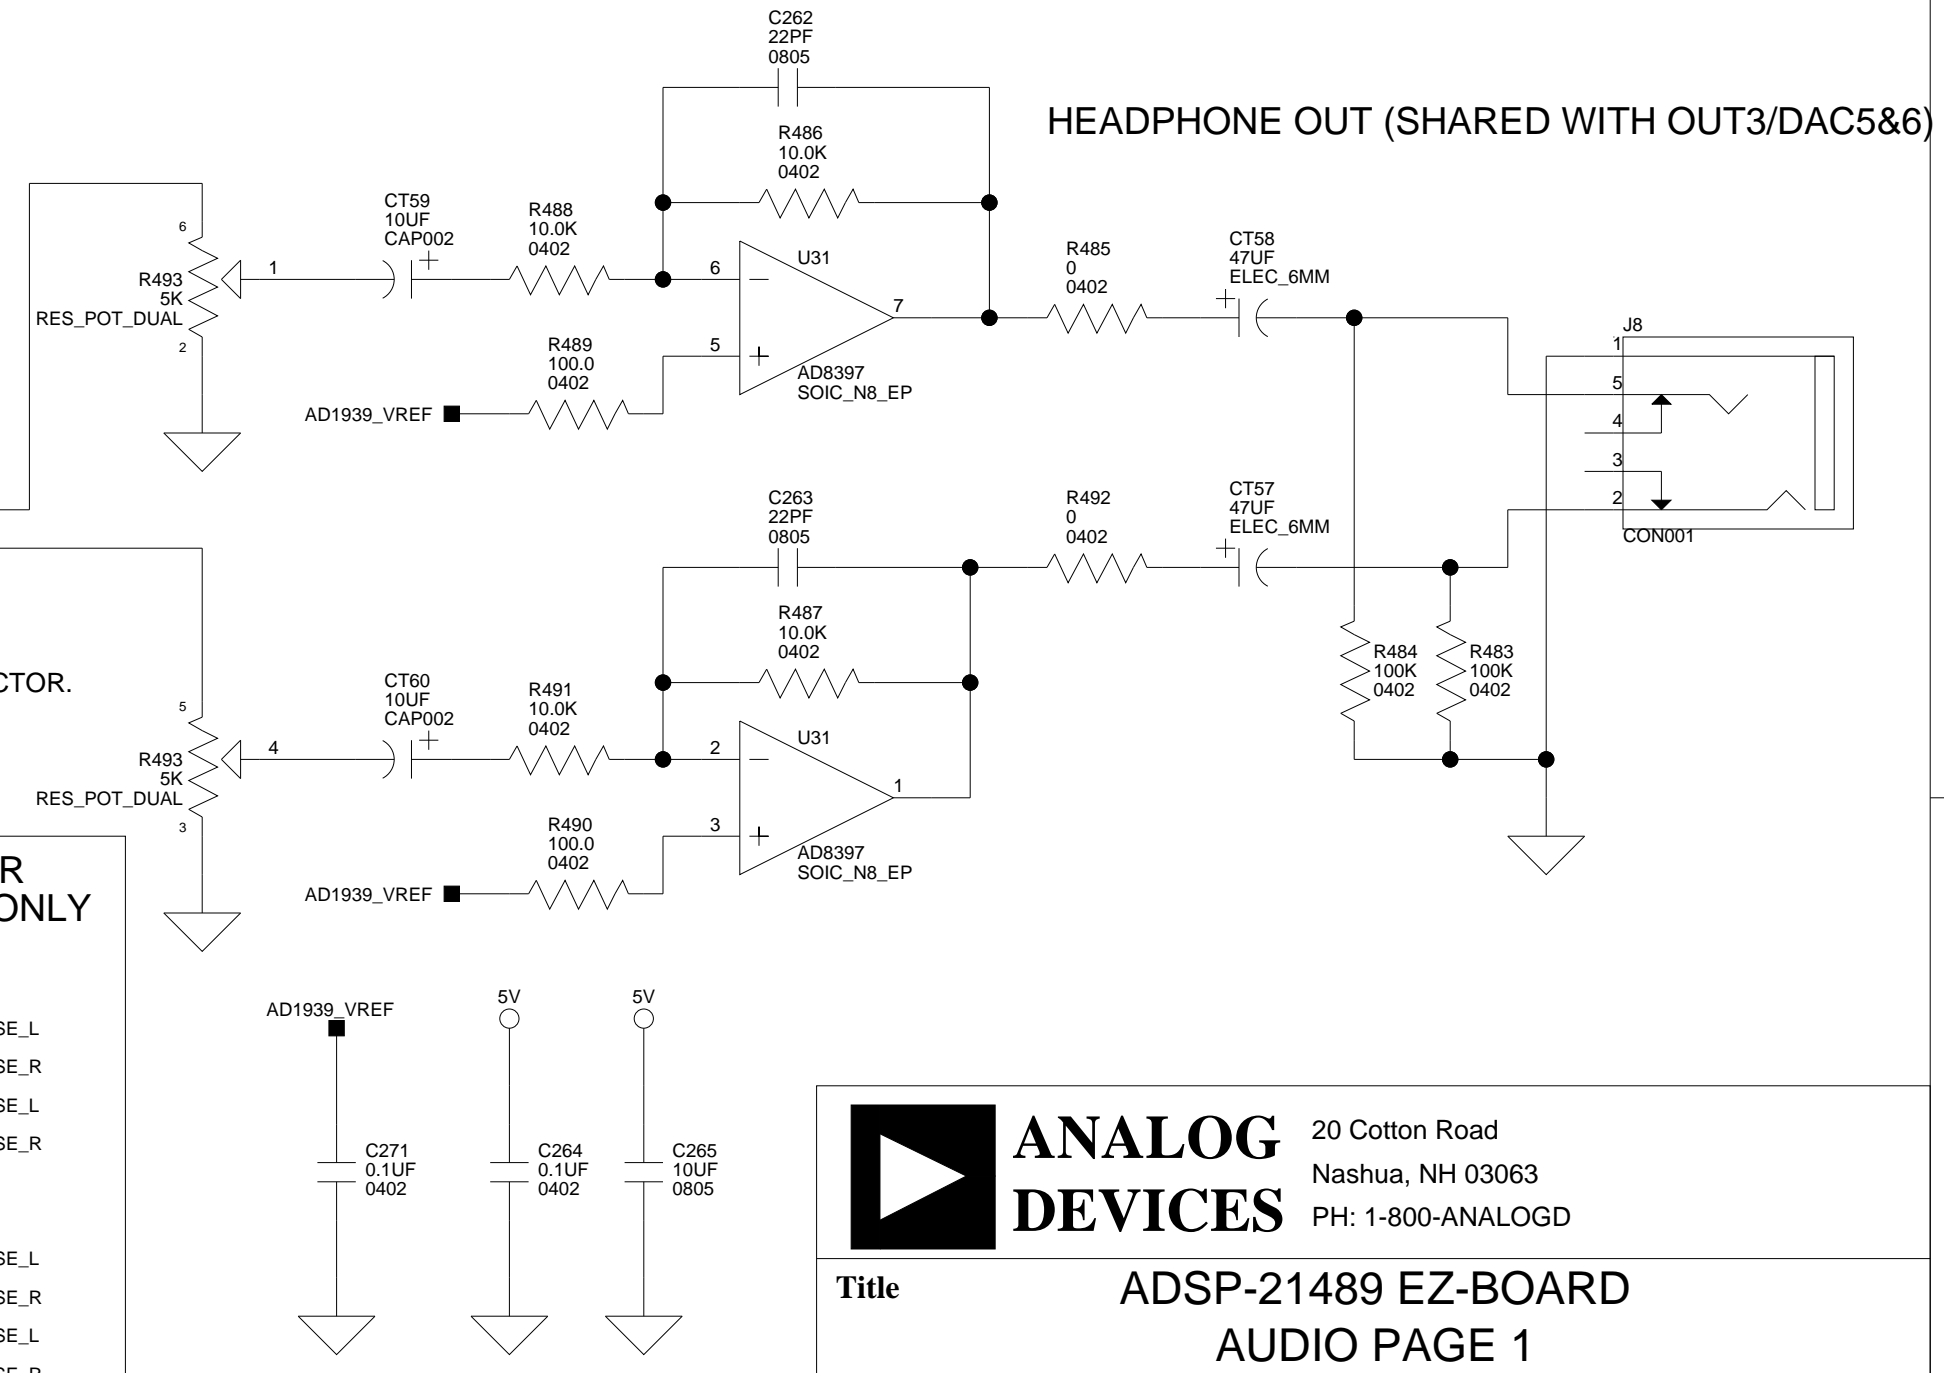 C262
22PF
0805
HEADPHONE OUT (SHARED WITH OUT3/DAC5&6)
R486
10.0K
0402
6
R493
5K
RES_POT_DUAL
2
1
CT59
10UF
CAP002
R488
10.0K
0402
6
U31
7
5
AD8397
SOIC_N8_EP
R489
100.0
0402
AD1939_VREF
R485
0
0402
CT58
47UF
ELEC_6MM
J8
1
5
4
3
2
CON001
C263
22PF
0805
R487
10.0K
0402
R492
0
0402
CT57
47UF
ELEC_6MM
R484
100K
0402
R483
100K
0402
CTOR.
5
R493
5K
RES_POT_DUAL
3
4
CT60
10UF
CAP002
R491
10.0K
0402
2
U31
1
3
AD8397
SOIC_N8_EP
R490
100.0
0402
AD1939_VREF
R
ONLY
SE_L
SE_R
SE_L
SE_R
SE_L
SE_R
SE_L
AD1939_VREF
5V
5V
C271
0.1UF
0402
C264
0.1UF
0402
C265
10UF
0805
ANALOG
DEVICES
20 Cotton Road
Nashua, NH 03063
PH: 1-800-ANALOGD
Title
ADSP-21489 EZ-BOARD
AUDIO PAGE 1